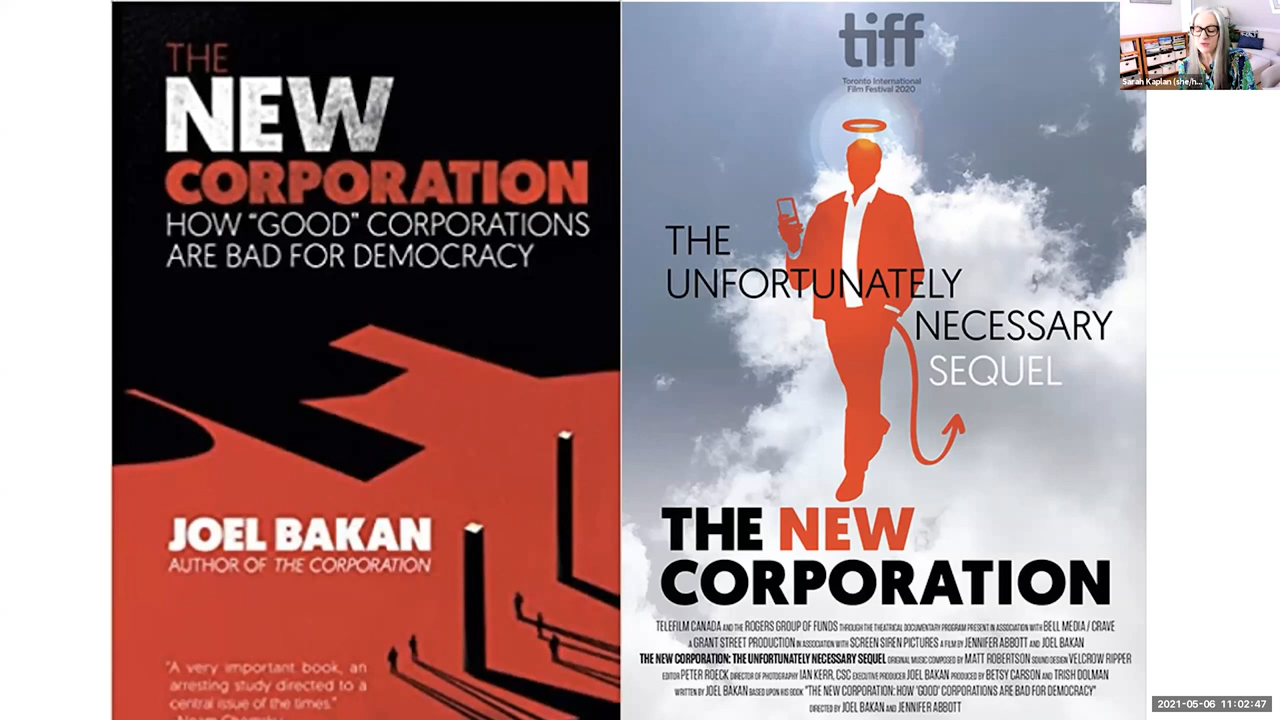 THE
NEW
CORPORATION
HOW “GOOD” CORPORATIONS
ARE BAD FOR DEMOCRACY
JOEL BAKAN
AUTHOR OF THE CORPORATION
“A very important book, an
arresting study directed to a
central issue of the times.”
—Noam Chomsky
tiff
Toronto International
Film Festival 2020
THE
UNFORTUNATELY
NECESSARY
SEQUEL
THE NEW
CORPORATION
TELEFILM CANADA AND THE ROGERS GROUP OF FUNDS THROUGH THE THEATRICAL DOCUMENTARY PROGRAM PRESENT IN ASSOCIATION WITH BELL MEDIA / CRAVE
A GRANT STREET PRODUCTION IN ASSOCIATION WITH SCREEN SIREN PICTURES A FILM BY JENNIFER ABBOTT AND JOEL BAKAN
THE NEW CORPORATION: THE UNFORTUNATELY NECESSARY SEQUEL ORIGINAL MUSIC COMPOSED BY MATT ROBERTSON SOUND DESIGN VELCROW RIPPER
EDITOR PETER ROECK DIRECTOR OF PHOTOGRAPHY IAN KERR, CSC EXECUTIVE PRODUCER JOEL BAKAN PRODUCED BY BETSY CARSON AND TRISH DOLMAN
WRITTEN BY JOEL BAKAN BASED UPON HIS BOOK "THE NEW CORPORATION: HOW 'GOOD' CORPORATIONS ARE BAD FOR DEMOCRACY"
DIRECTED BY JOEL BAKAN AND JENNIFER ABBOTT
Sarah Kaplan (she/h...
2021-05-06 11:02:47